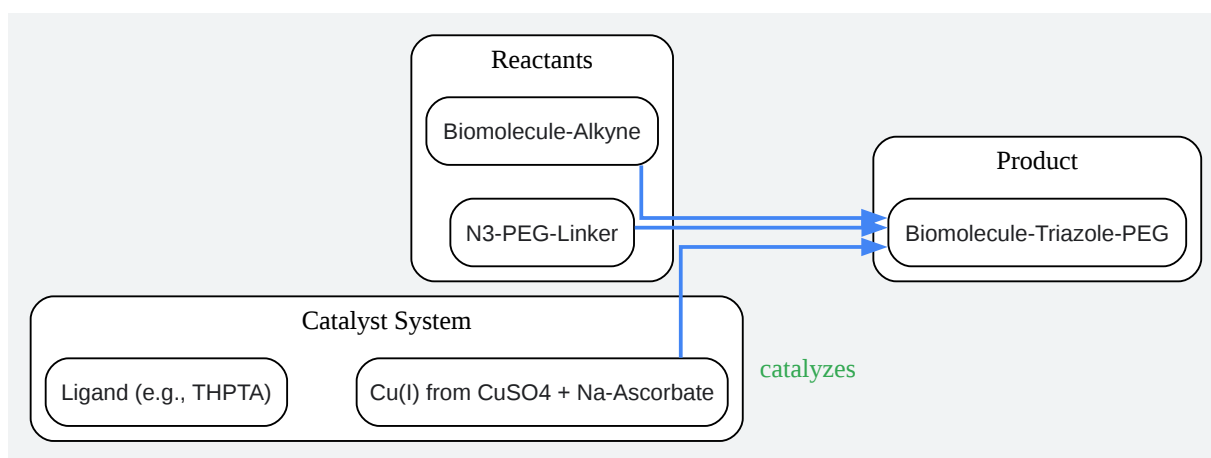 Reactants
Biomolecule-Alkyne
N3-PEG-Linker
Product
Biomolecule-Triazole-PEG
Catalyst System
Ligand (e.g., THPTA)
Cu(I) from CuSO4 + Na-Ascorbate
catalyzes